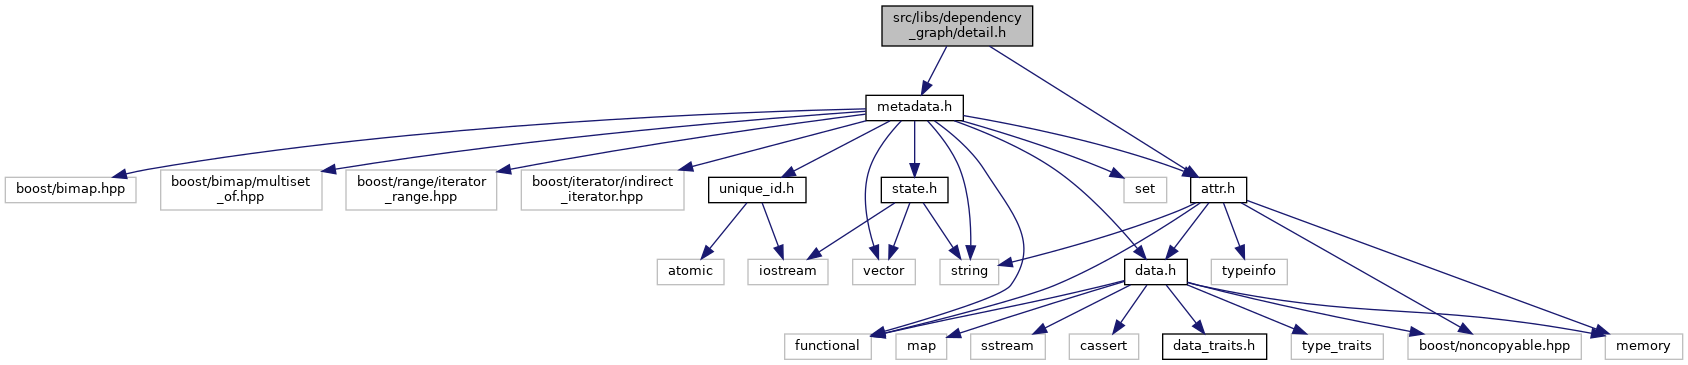 src/libs/dependency
_graph/detail.h
metadata.h
boost/bimap.hpp
boost/bimap/multiset
_of.hpp
boost/range/iterator
_range.hpp
boost/iterator/indirect
_iterator.hpp
unique_id.h
state.h
set
attr.h
atomic
iostream
vector
string
data.h
typeinfo
functional
map
sstream
cassert
data_traits.h
type_traits
boost/noncopyable.hpp
memory